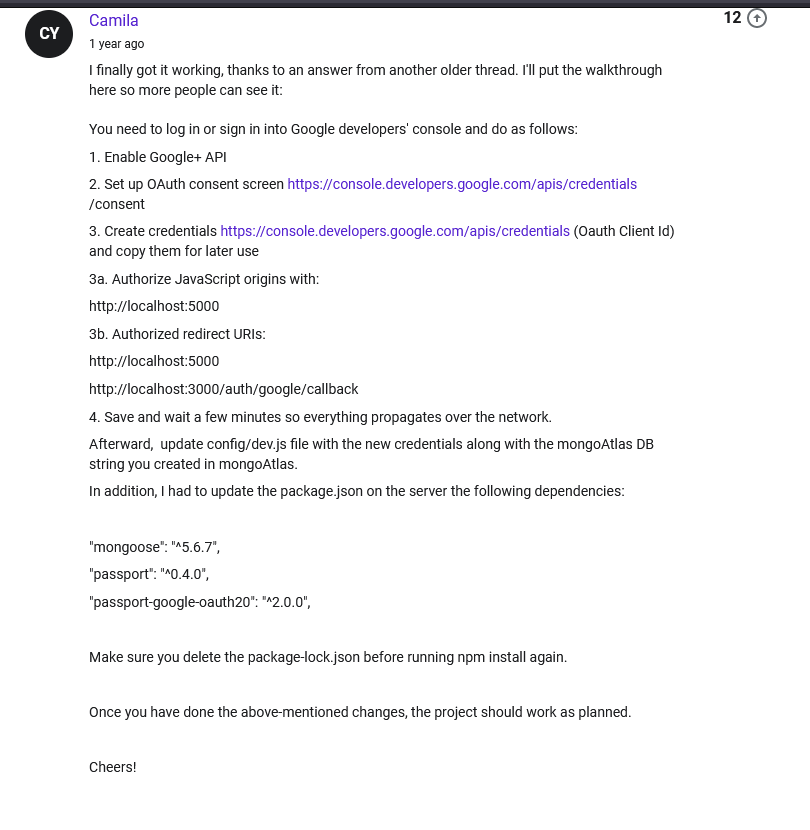 CY
Camila
12
1 year ago
I finally got it working, thanks to an answer from another older thread. I'll put the walkthrough
here so more people can see it:
You need to log in or sign in into Google developers' console and do as follows:
1. Enable Google+ API
2. Set up OAuth consent screen https://console.developers.google.com/apis/credentials
/consent
3. Create credentials https://console.developers.google.com/apis/credentials (Oauth Client Id)
and copy them for later use
3a. Authorize JavaScript origins with:
http://localhost:5000
3b. Authorized redirect URIs:
http://localhost:5000
http://localhost:3000/auth/google/callback
4. Save and wait a few minutes so everything propagates over the network.
Afterward,  update config/dev.js file with the new credentials along with the mongoAtlas DB
string you created in mongoAtlas.
In addition, I had to update the package.json on the server the following dependencies:
"mongoose": "^5.6.7",
"passport": "^0.4.0",
"passport-google-oauth20": "^2.0.0",
Make sure you delete the package-lock.json before running npm install again.
Once you have done the above-mentioned changes, the project should work as planned.
Cheers!